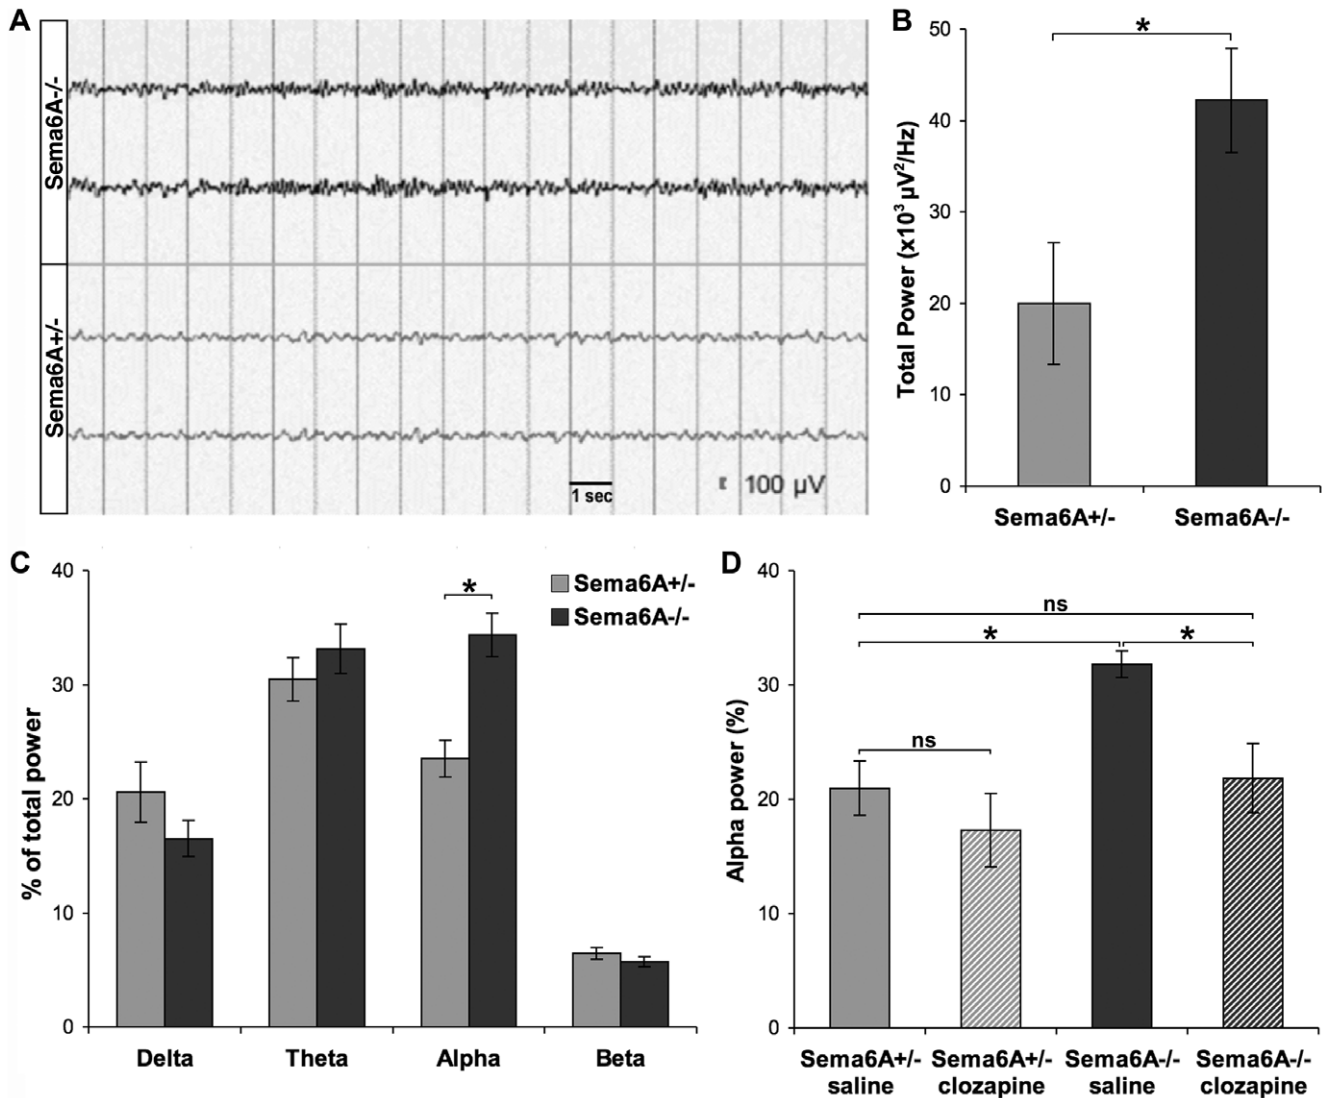 A
Sema6A-/-
Sema6A+/-
1 sec
100 µV
B
Total Power (x10³ µV²/Hz)
50
40
30
20
10
0
*
Sema6A+/-
Sema6A-/-
C
% of total power
40
30
20
10
0
*
Sema6A+/-
Sema6A-/-
Delta
Theta
Alpha
Beta
D
Alpha power (%)
40
30
20
10
0
ns
*
*
ns
Sema6A+/-
saline
Sema6A+/-
clozapine
Sema6A-/-
saline
Sema6A-/-
clozapine